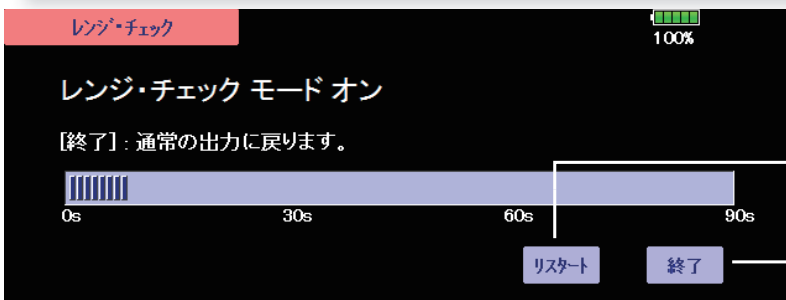 レンジ・チェック
100%
レンジ・チェック モード オン
[終了]：通常の出力に戻ります。
0s 30s 60s 90s
リスタート 終了